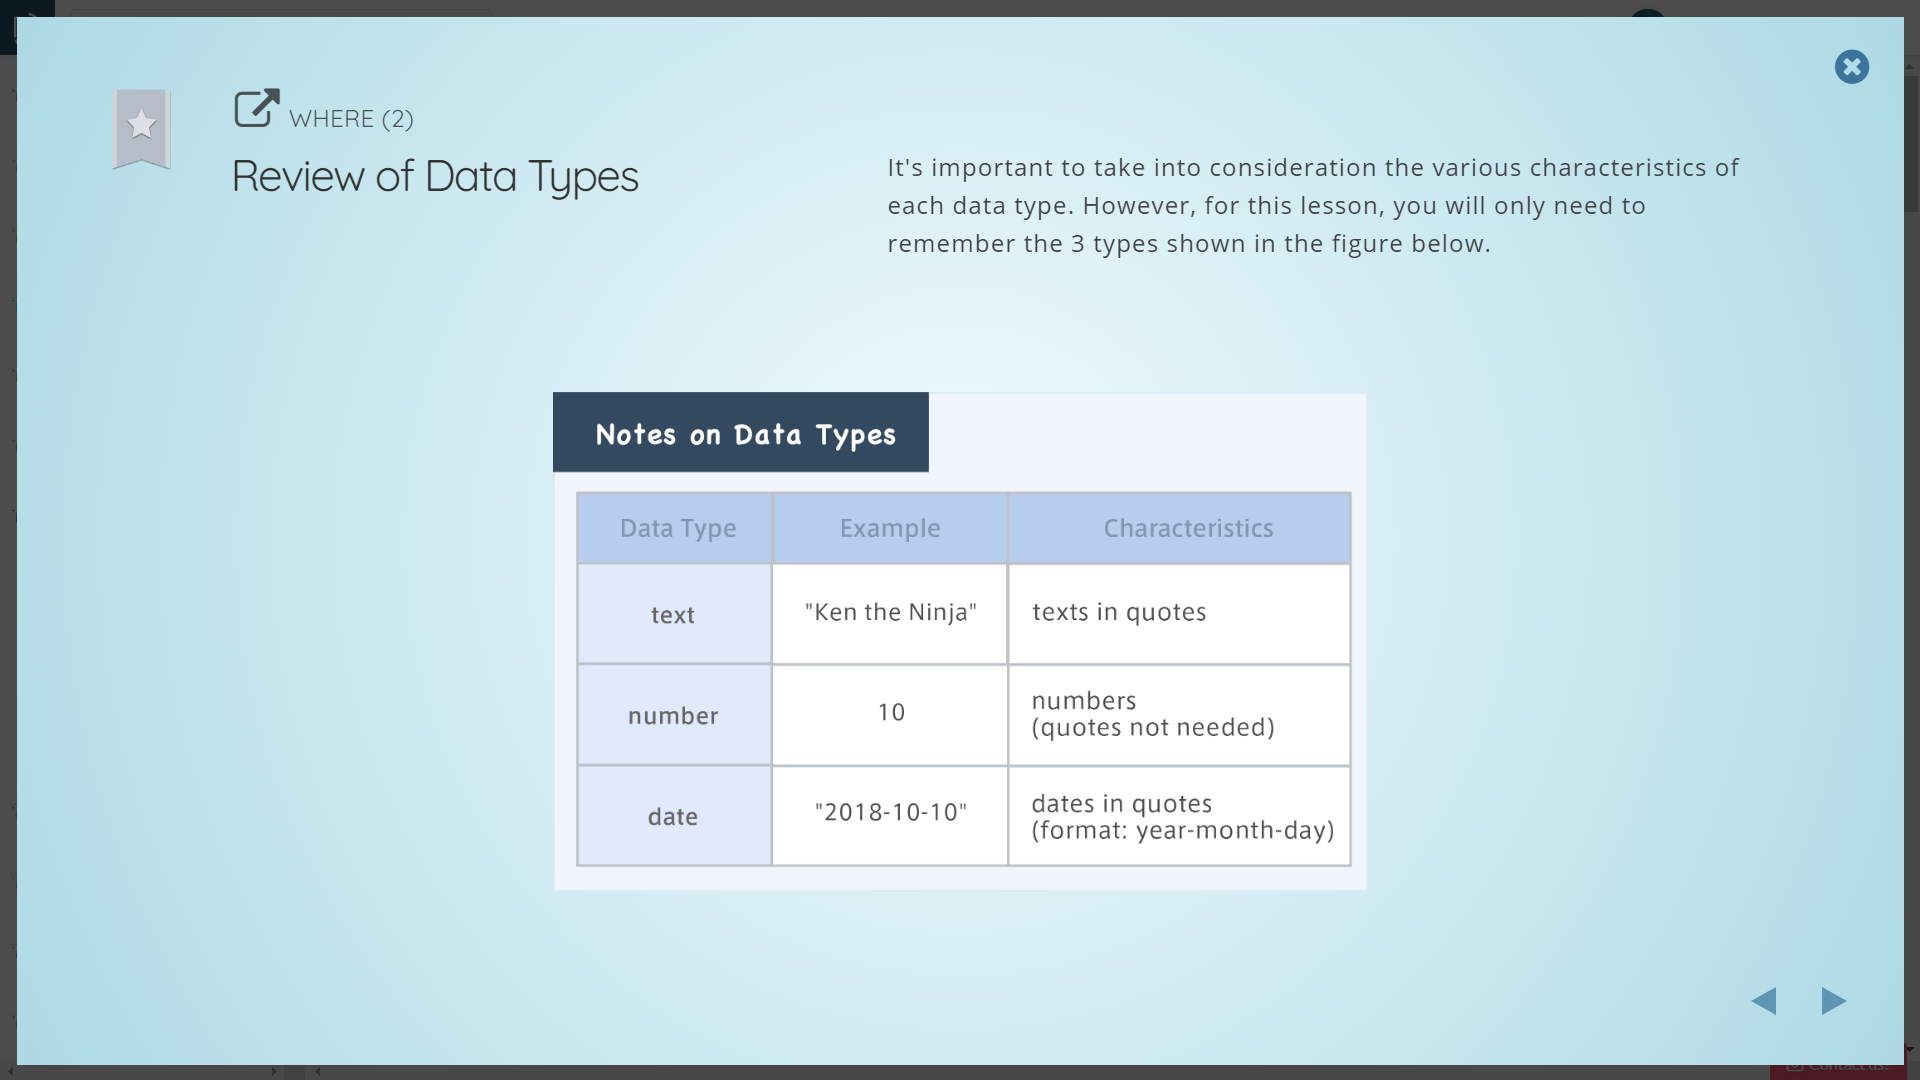 WHERE (2)
Review of Data Types
It's important to take into consideration the various characteristics of
each data type. However, for this lesson, you will only need to
remember the 3 types shown in the figure below.
Notes on Data Types
Data Type Example Characteristics
text "Ken the Ninja" texts in quotes
number 10 numbers
(quotes not needed)
date "2018-10-10" dates in quotes
(format: year-month-day)
Contact us!